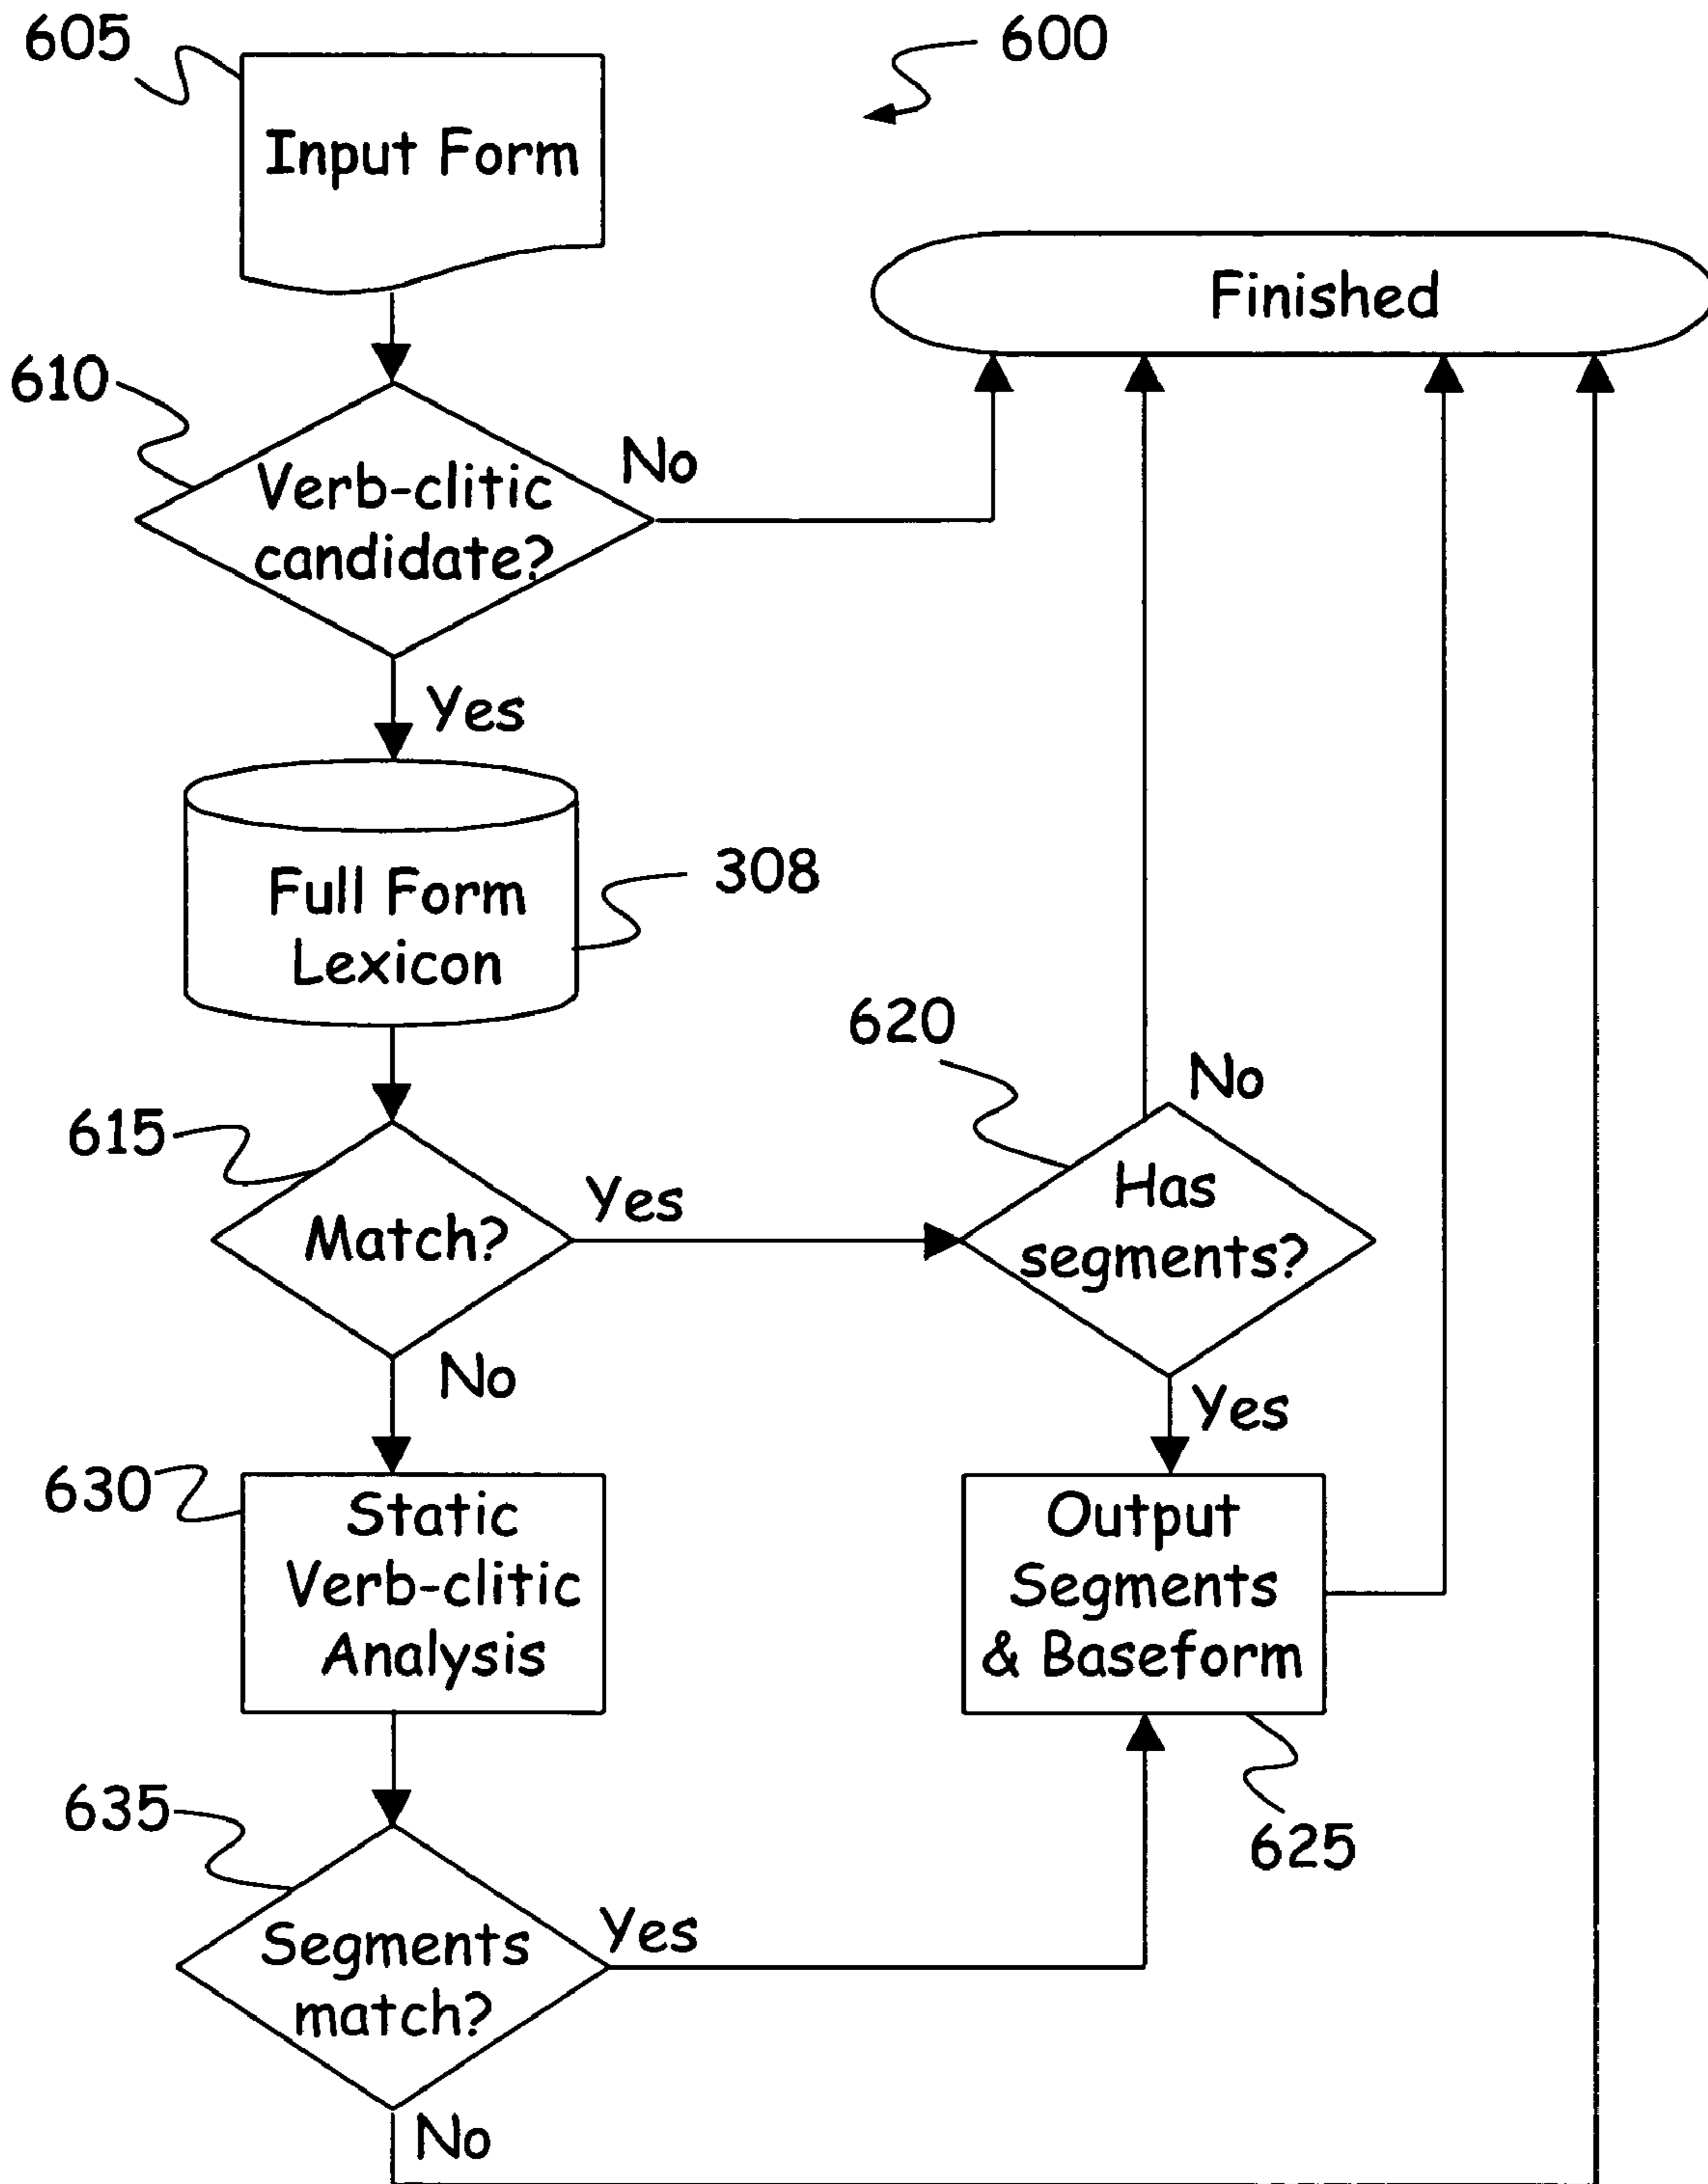 605
600
Input Form
Finished
610
No
Verb-clitic
candidate?
Yes
Full Form
Lexicon
308
620
No
615
Yes
Has
segments?
Match?
No
Yes
630
Static
Verb-clitic
Analysis
Output
Segments
& Baseform
635
625
Yes
Segments
match?
No